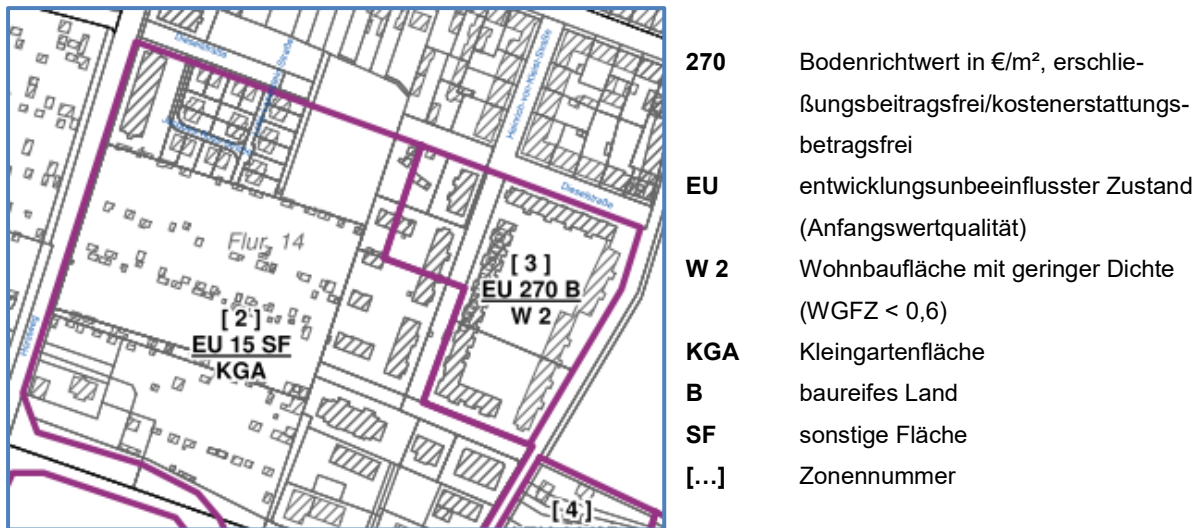 Dieselstraße
Heinrich-von-Kleist-Straße
Dieselstraße
Flur 14
[ 3 ]
EU 270 B
W 2
[ 2 ]
EU 15 SF
KGA
[ 4 ]
270 Bodenrichtwert in €/m², erschlie-
ßungsbeitragsfrei/kostenerstattungs-
betragsfrei
EU entwicklungsunbeeinflusster Zustand
(Anfangswertqualität)
W 2 Wohnbaufläche mit geringer Dichte
(WGFZ < 0,6)
KGA Kleingartenfläche
B baureifes Land
SF sonstige Fläche
[...] Zonennummer